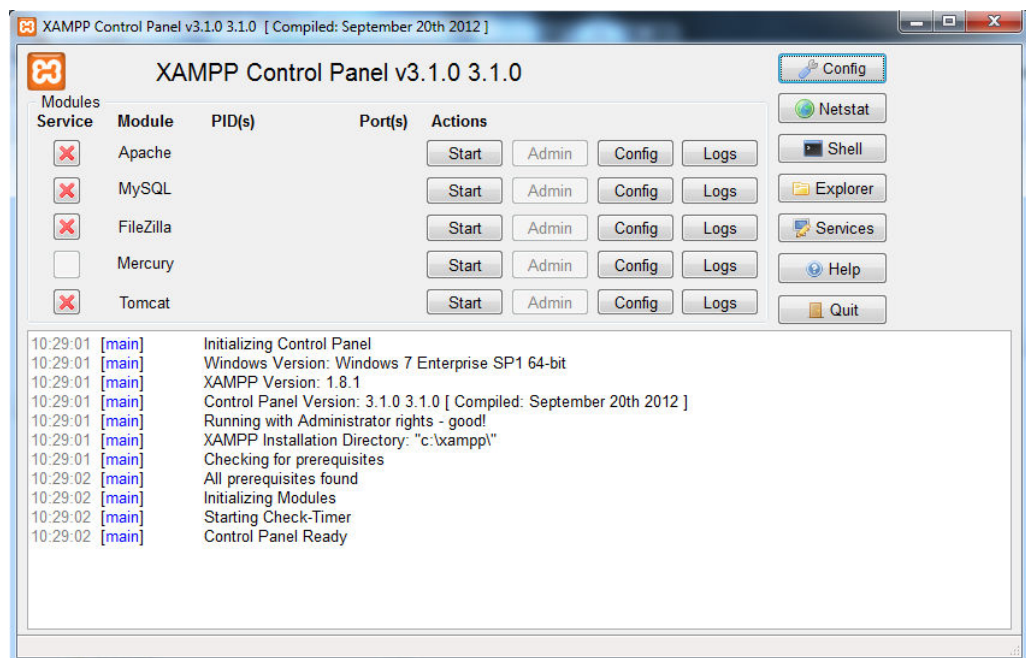 XAMPP Control Panel v3.1.0 3.1.0 [ Compiled: September 20th 2012 ]
XAMPP Control Panel v3.1.0 3.1.0
Config
Modules
Netstat
Service Module PID(s) Port(s) Actions
Apache Start Admin Config Logs
Shell
MySQL Start Admin Config Logs
Explorer
FileZilla Start Admin Config Logs
Services
Mercury Start Admin Config Logs
Help
Tomcat Start Admin Config Logs
Quit
10:29:01 [main] Initializing Control Panel
10:29:01 [main] Windows Version: Windows 7 Enterprise SP1 64-bit
10:29:01 [main] XAMPP Version: 1.8.1
10:29:01 [main] Control Panel Version: 3.1.0 3.1.0 [ Compiled: September 20th 2012 ]
10:29:01 [main] Running with Administrator rights - good!
10:29:01 [main] XAMPP Installation Directory: "c:\xampp\"
10:29:01 [main] Checking for prerequisites
10:29:02 [main] All prerequisites found
10:29:02 [main] Initializing Modules
10:29:02 [main] Starting Check-Timer
10:29:02 [main] Control Panel Ready